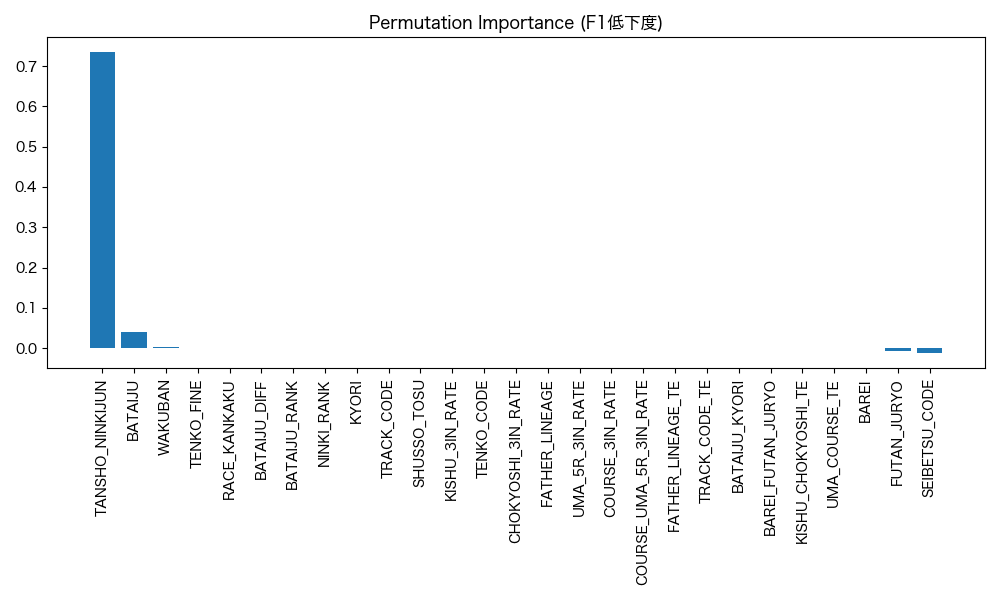 Permutation Importance (F1低下度)
0.7
0.6
0.5
0.4
0.3
0.2
0.1
0.0
TANSHO_NINKIJUN
BATAIJU
WAKUBAN
TENKO_FINE
RACE_KANKAKU
BATAIJU_DIFF
BATAIJU_RANK
NINKI_RANK
KYORI
TRACK_CODE
SHUSSO_TOSU
KISHU_3IN_RATE
TENKO_CODE
CHOKYOSHI_3IN_RATE
FATHER_LINEAGE
UMA_5R_3IN_RATE
COURSE_3IN_RATE
COURSE_UMA_5R_3IN_RATE
FATHER_LINEAGE_TE
TRACK_CODE_TE
BATAIJU_KYORI
BAREI_FUTAN_JURYO
KISHU_CHOKYOSHI_TE
UMA_COURSE_TE
BAREI
FUTAN_JURYO
SEIBETSU_CODE